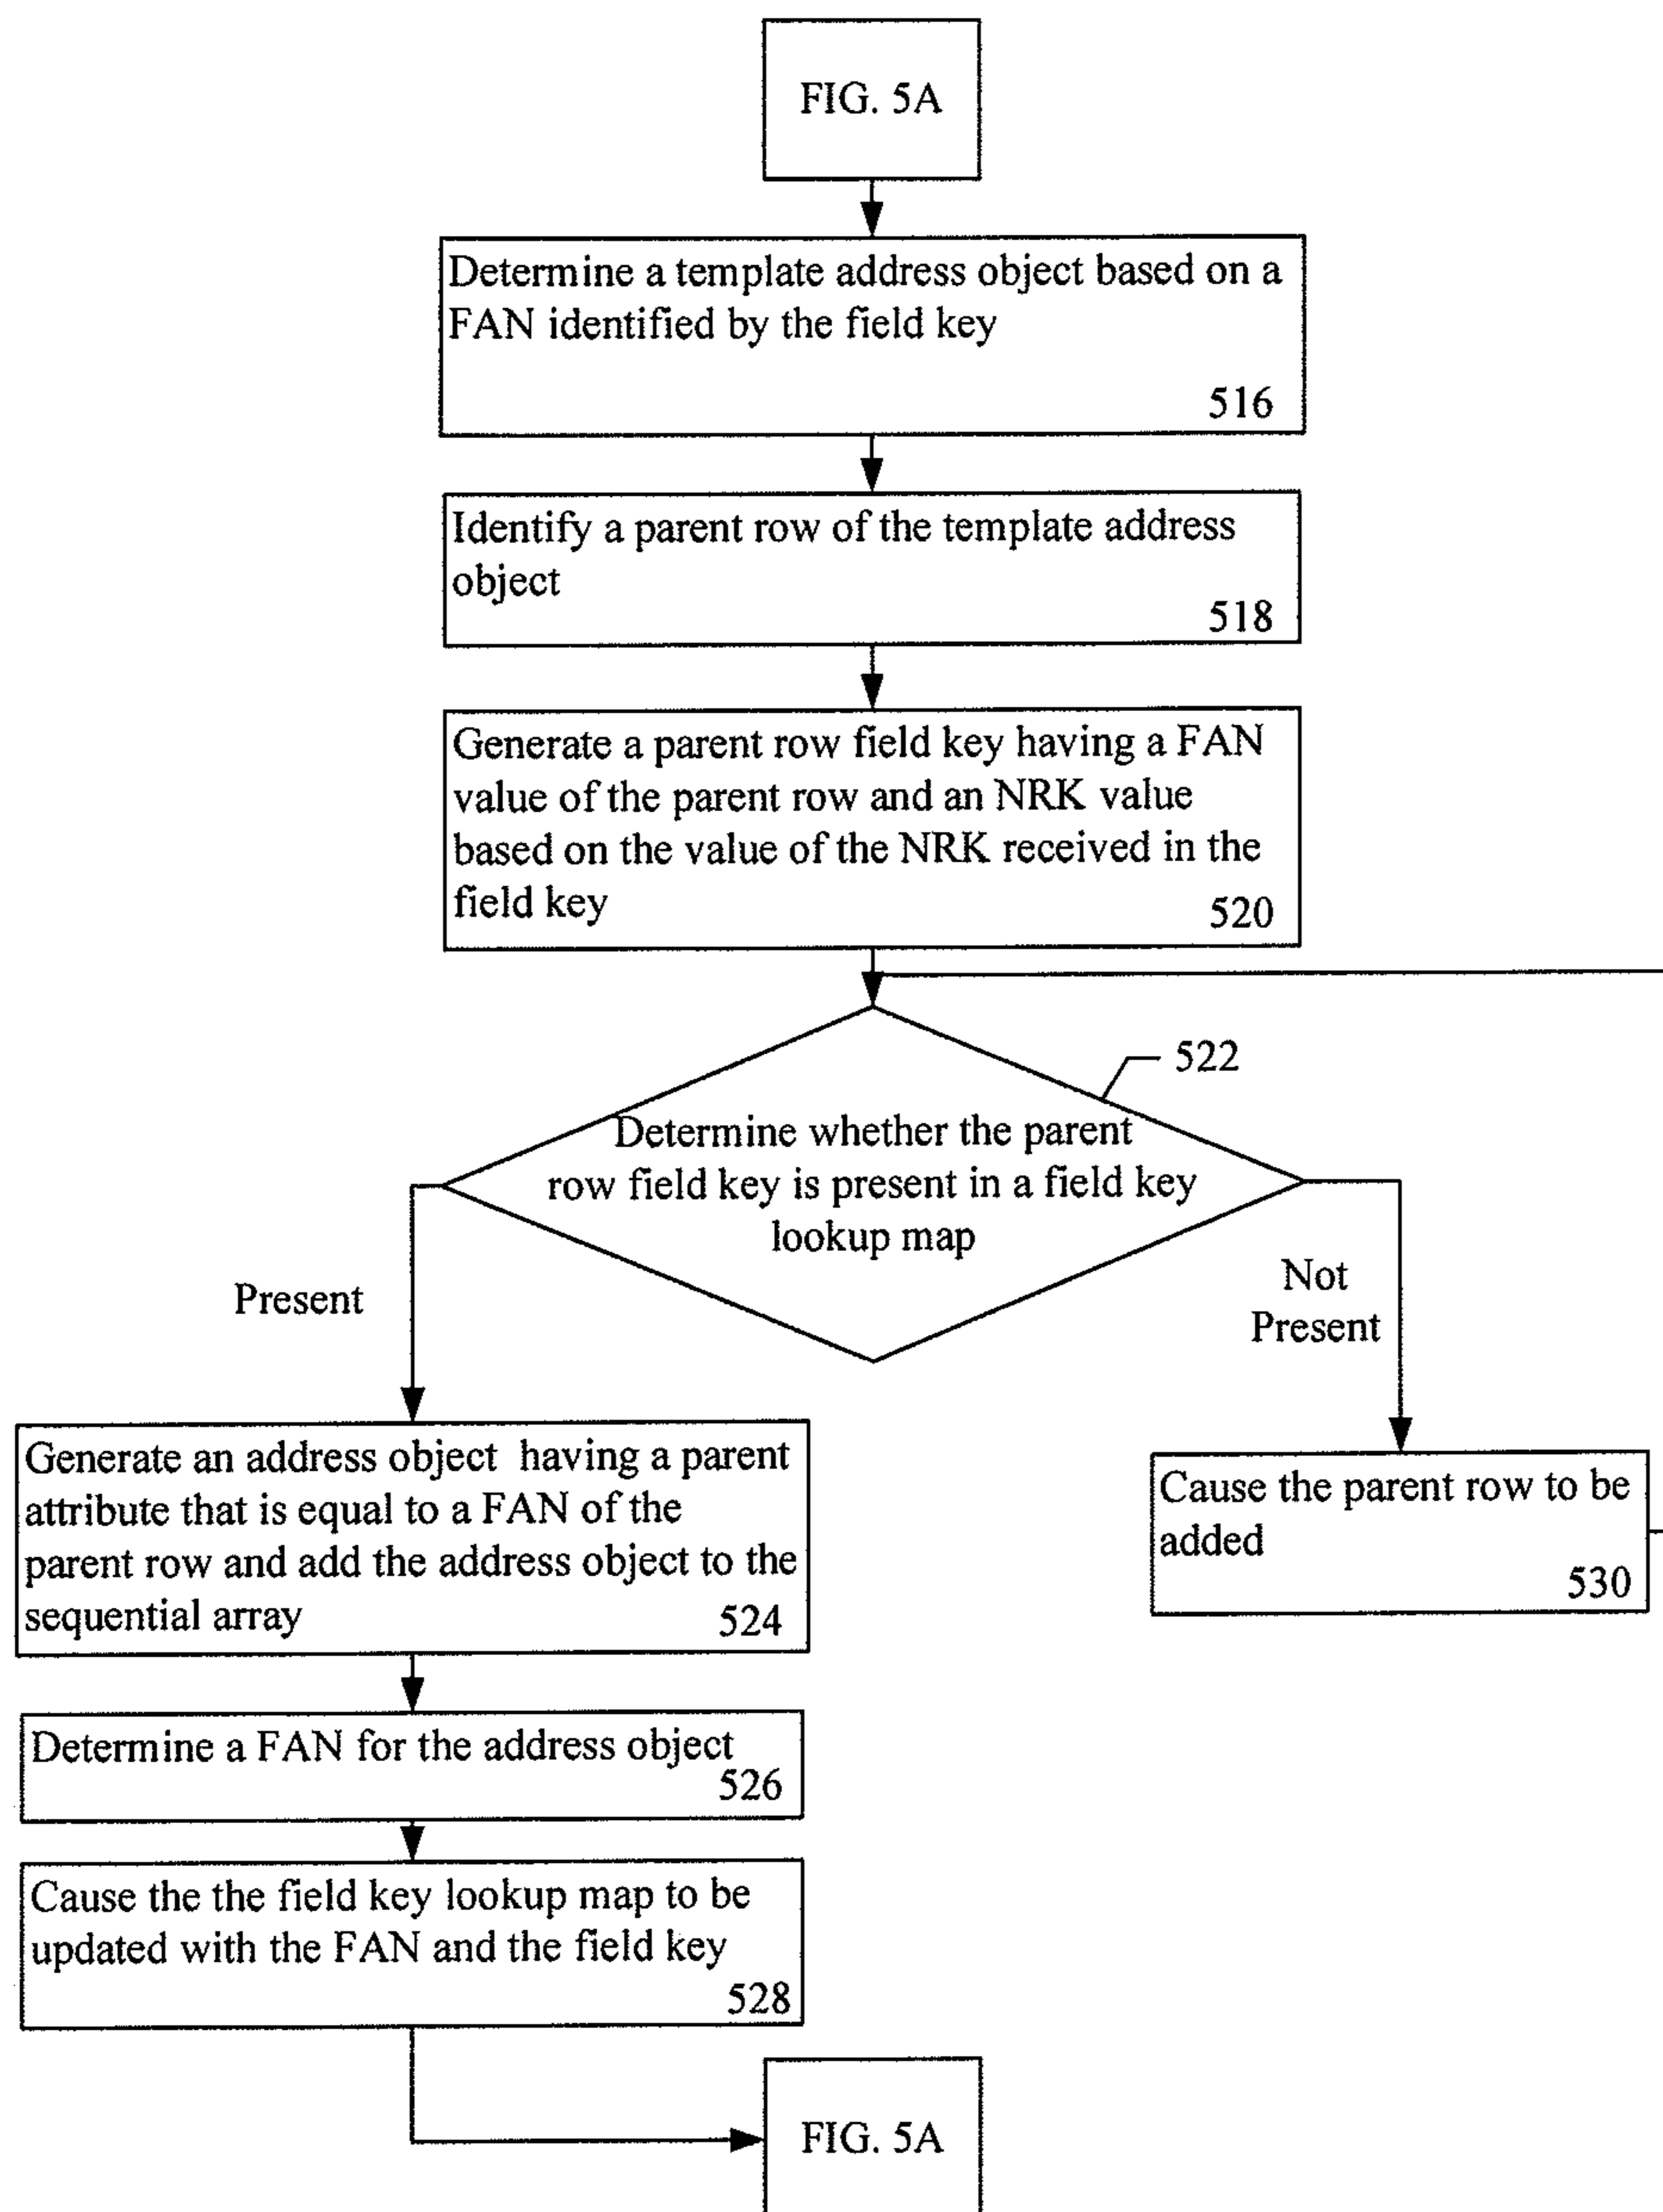 FIG. 5A
Determine a template address object based on a
FAN identified by the field key
516
Identify a parent row of the template address
object
518
Generate a parent row field key having a FAN
value of the parent row and an NRK value
based on the value of the NRK received in the
field key
520
522
Determine whether the parent
row field key is present in a field key
lookup map
Present
Not
Present
Generate an address object having a parent
attribute that is equal to a FAN of the
parent row and add the address object to the
sequential array
524
Cause the parent row to be
added
530
Determine a FAN for the address object
526
Cause the the field key lookup map to be
updated with the FAN and the field key
528
FIG. 5A